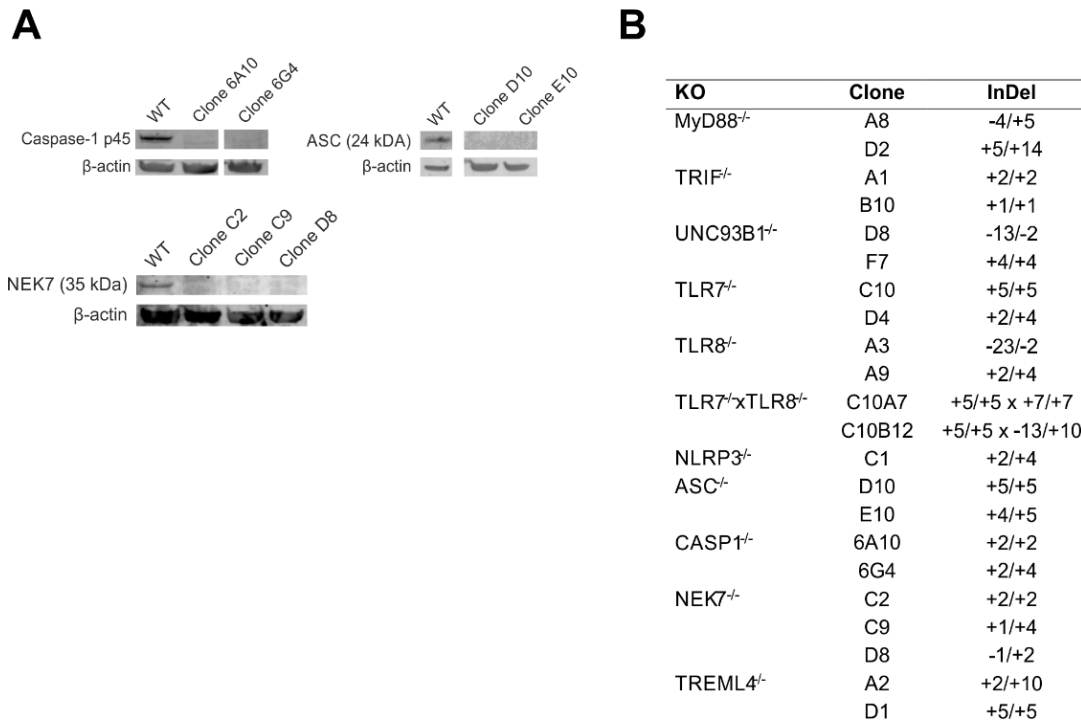 A
WT Clone 6A10 Clone 6G4
Caspase-1 p45
β-actin
WT Clone D10 Clone E10
ASC (24 kDA)
β-actin
WT Clone C2 Clone C9 Clone D8
NEK7 (35 kDa)
β-actin
B
KO Clone InDel
MyD88-/- A8 -4/+5
D2 +5/+14
TRIF-/- A1 +2/+2
B10 +1/+1
UNC93B1-/- D8 -13/-2
F7 +4/+4
TLR7-/- C10 +5/+5
D4 +2/+4
TLR8-/- A3 -23/-2
A9 +2/+4
TLR7-/-xTLR8-/- C10A7 +5/+5 x +7/+7
C10B12 +5/+5 x -13/+10
NLRP3-/- C1 +2/+4
ASC-/- D10 +5/+5
E10 +4/+5
CASP1-/- 6A10 +2/+2
6G4 +2/+4
NEK7-/- C2 +2/+2
C9 +1/+4
D8 -1/+2
TREML4-/- A2 +2/+10
D1 +5/+5